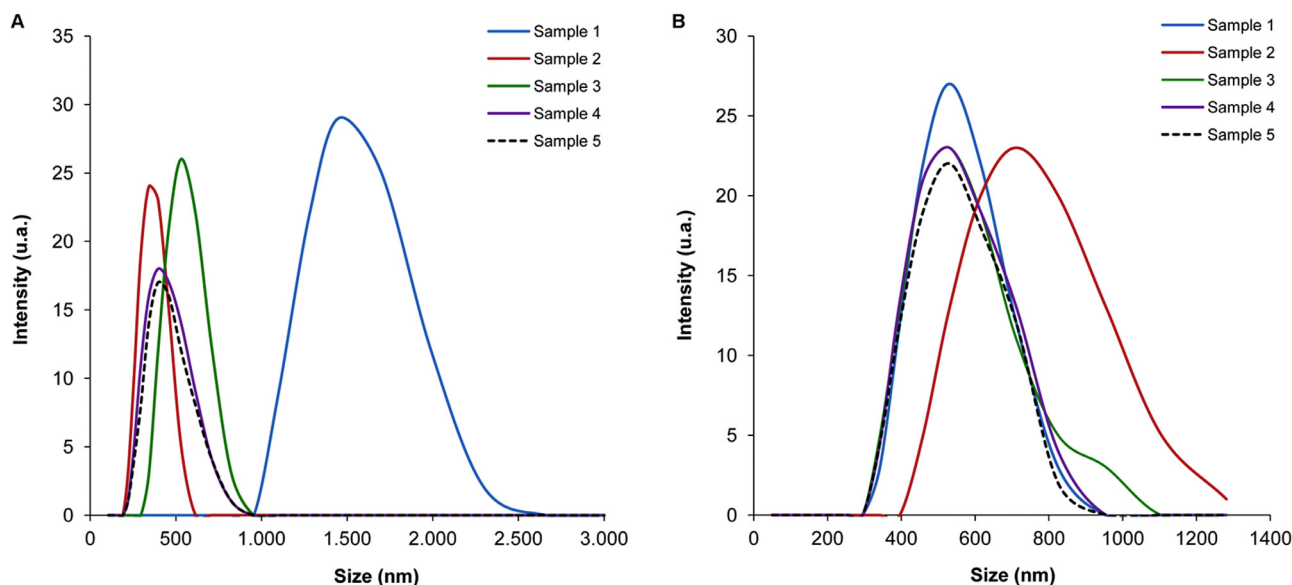 A
35
30
25
20
15
10
5
0
Intensity (u.a.)
0 500 1.000 1.500 2.000 2.500 3.000
Size (nm)
Sample 1
Sample 2
Sample 3
Sample 4
Sample 5
B
30
25
20
15
10
5
0
Intensity (u.a.)
0 200 400 600 800 1000 1200 1400
Size (nm)
Sample 1
Sample 2
Sample 3
Sample 4
Sample 5